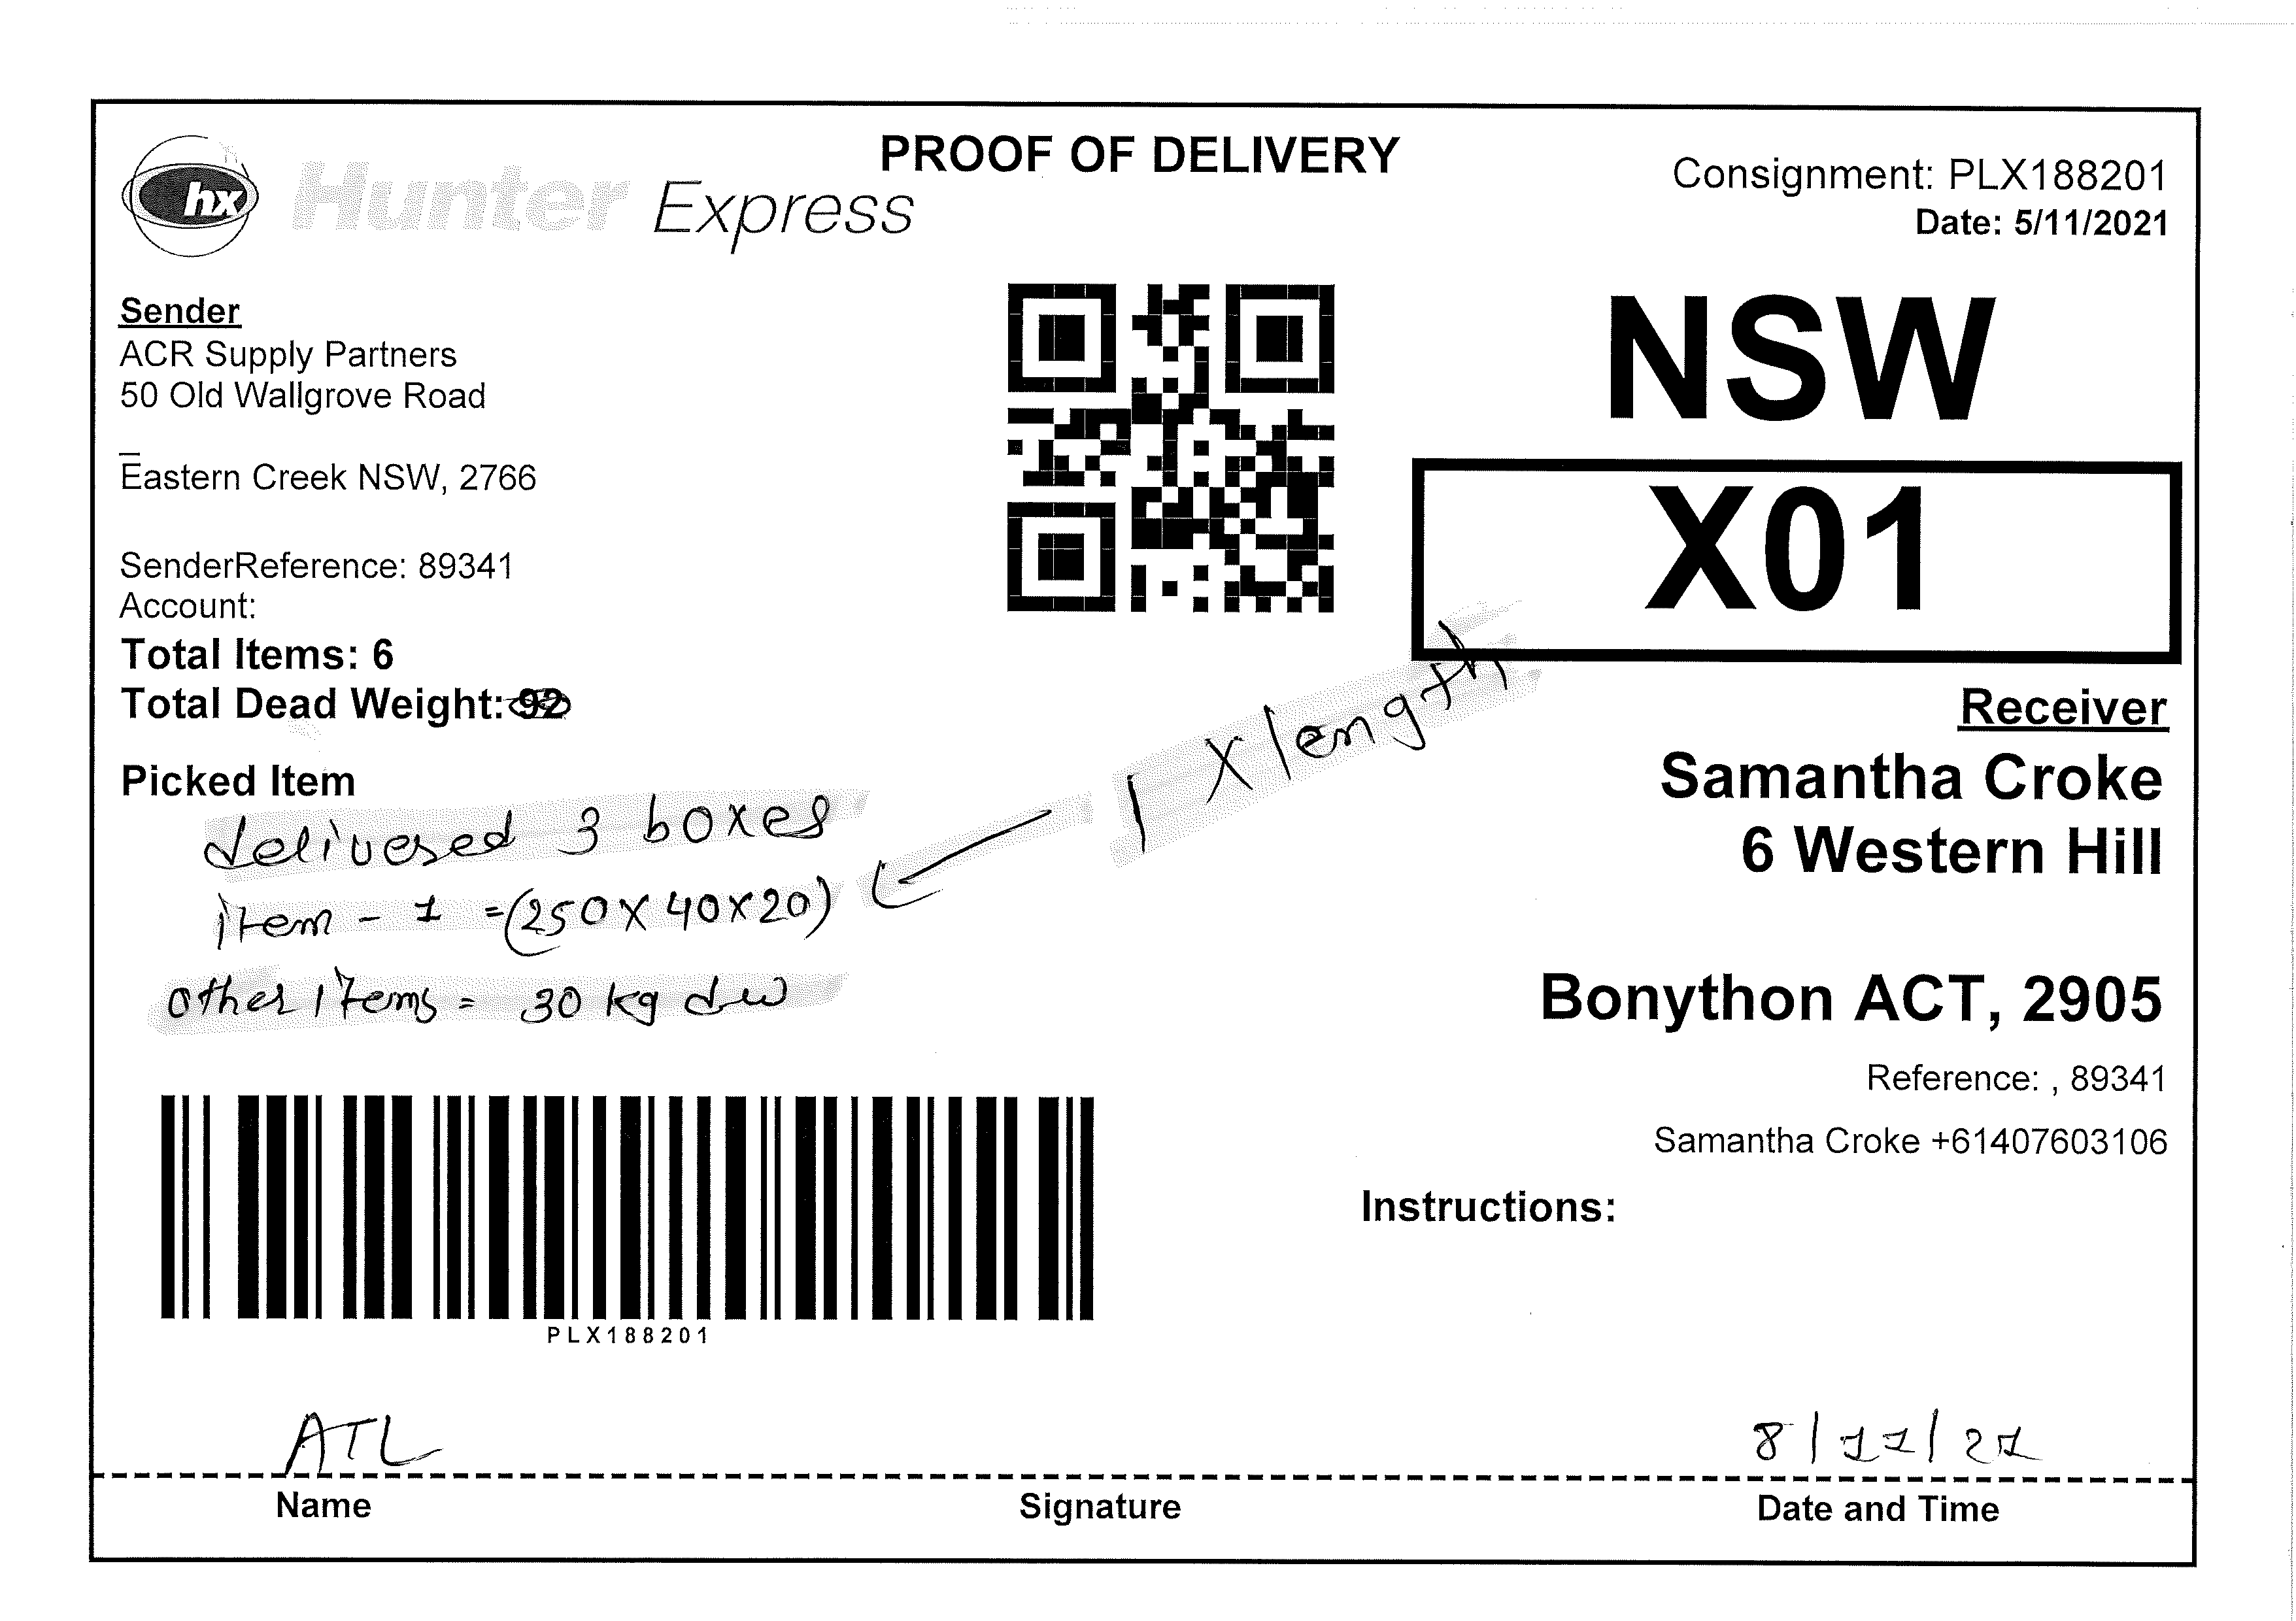 PROOF OF DELIVERY
hx Hunter Express
Consignment: PLX188201
Date: 5/11/2021
Sender
ACR Supply Partners
50 Old Wallgrove Road
_
Eastern Creek NSW, 2766
SenderReference: 89341
Account:
Total Items: 6
Total Dead Weight: 92
Picked Item
delivered 3 boxes
item - 1 = (250 X 40 X 20)
1 X length
other items = 30 kg dw
PLX188201
NSW
X01
Receiver
Samantha Croke
6 Western Hill
Bonython ACT, 2905
Reference: , 89341
Samantha Croke +61407603106
Instructions:
ATL
8/11/21
Name
Signature
Date and Time